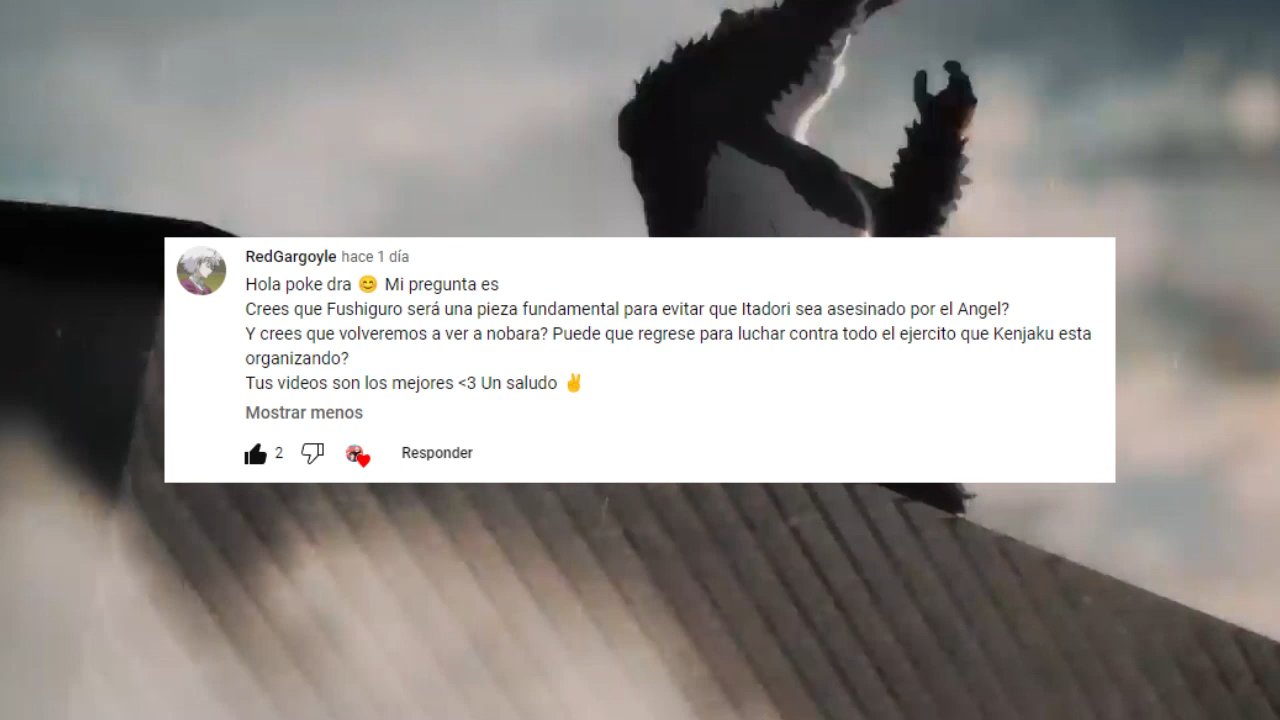 RedGargoyle hace 1 día
Hola poke dra 😊 Mi pregunta es
Crees que Fushiguro será una pieza fundamental para evitar que Itadori sea asesinado por el Angel?
Y crees que volveremos a ver a nobara? Puede que regrese para luchar contra todo el ejercito que Kenjaku esta
organizando?
Tus videos son los mejores <3 Un saludo ✌
Mostrar menos
2 Responder